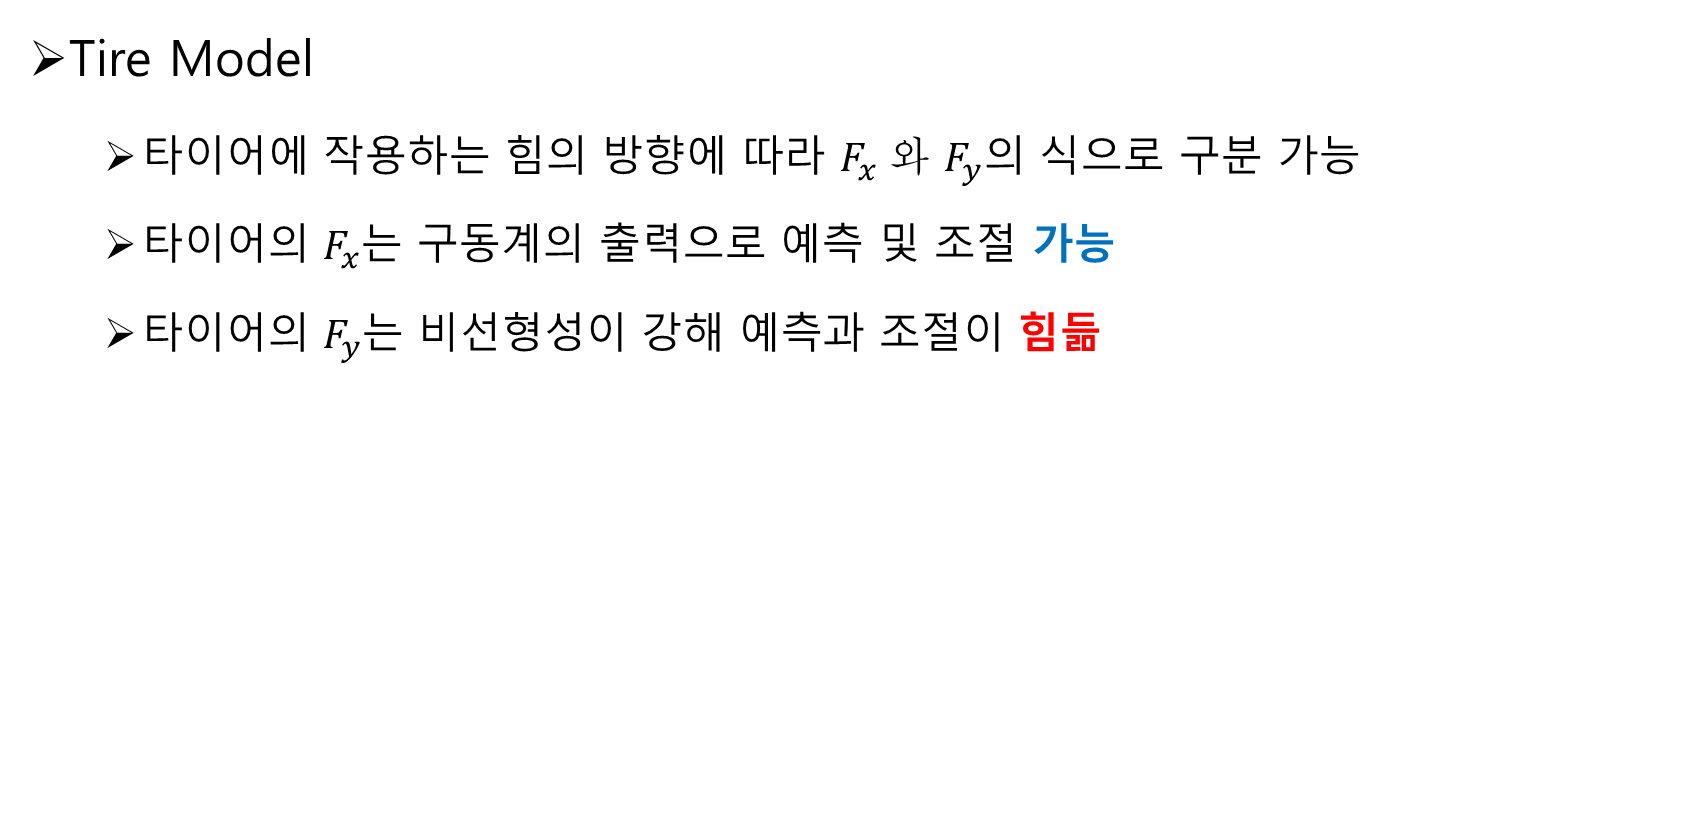 ➢Tire Model
➢타이어에 작용하는 힘의 방향에 따라 Fx 와 Fy의 식으로 구분 가능
➢타이어의 Fx는 구동계의 출력으로 예측 및 조절 가능
➢타이어의 Fy는 비선형성이 강해 예측과 조절이 힘듦